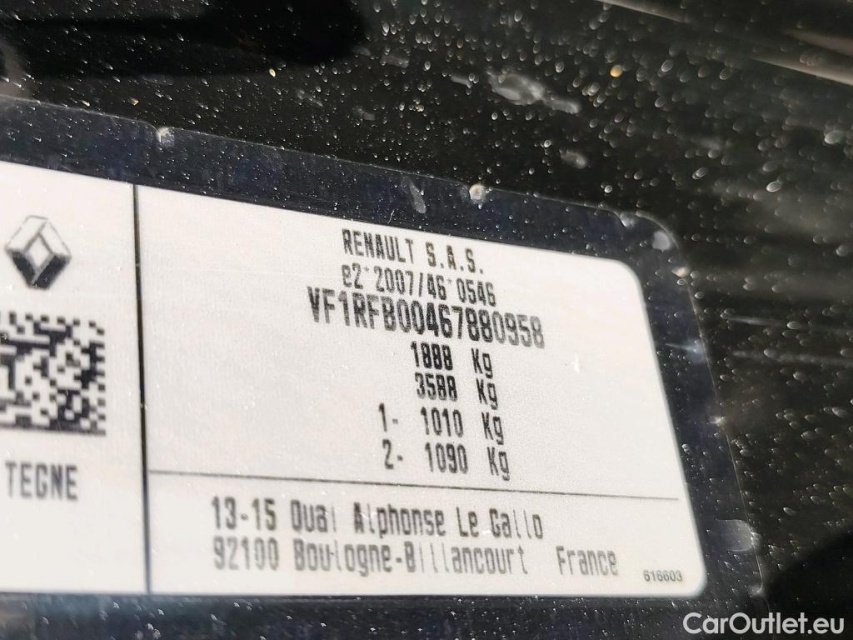 RENAULT S.A.S.
e2*2007/46*0546
VF1RFB00467880958
1888 Kg
3588 Kg
1- 1010 Kg
2- 1090 Kg
TEGNE
13-15 Quai Alphonse Le Gallo
92100 Boulogne-Billancourt France
616603
CarOutlet.eu